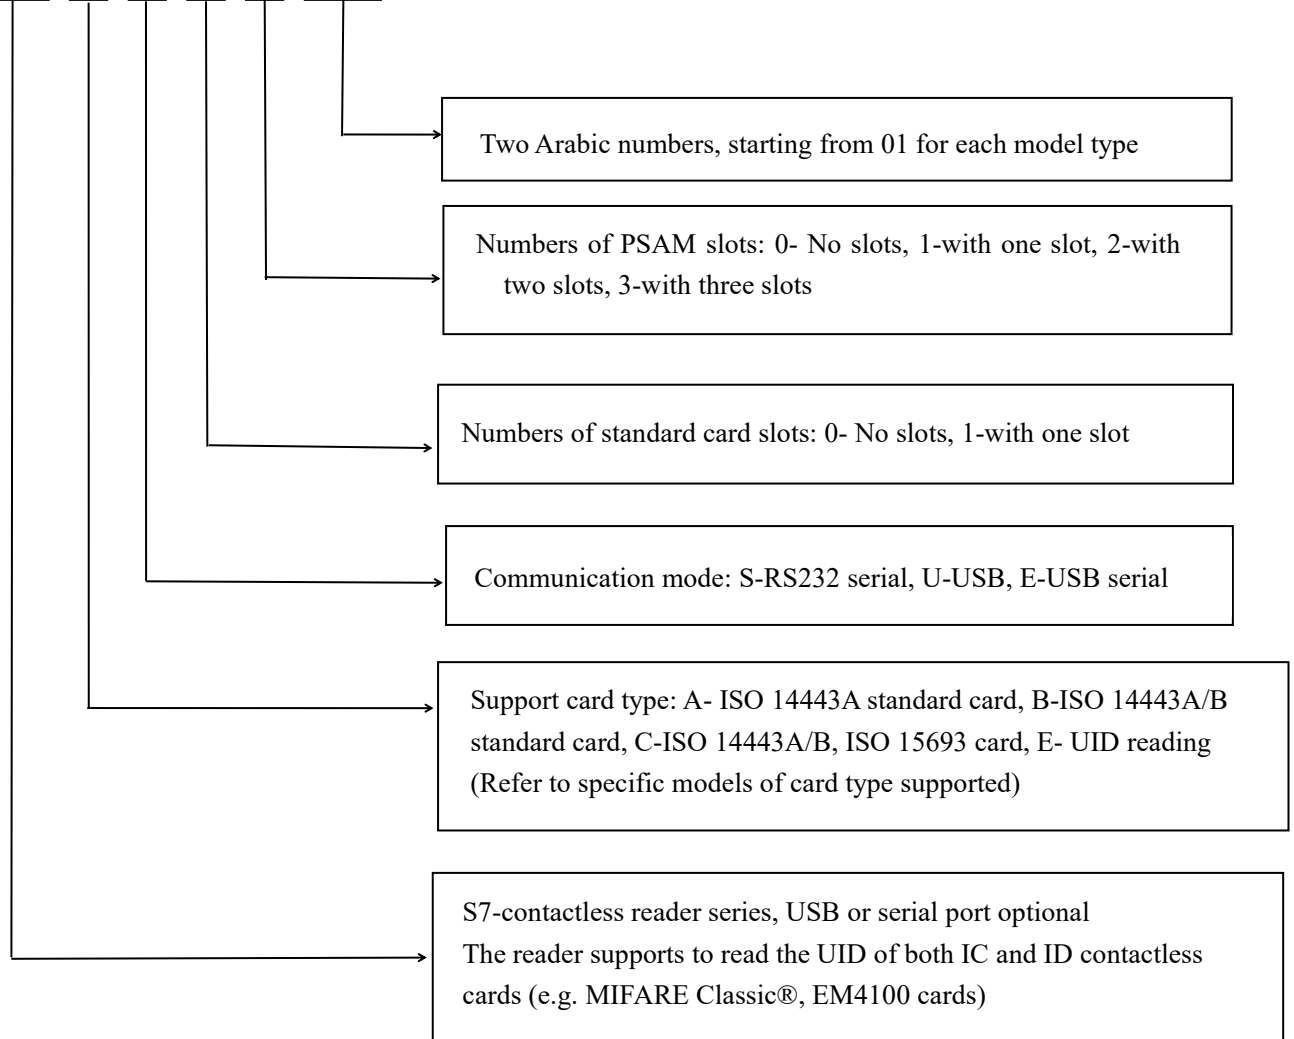 Two Arabic numbers, starting from 01 for each model type
Numbers of PSAM slots: 0- No slots, 1-with one slot, 2-with
two slots, 3-with three slots
Numbers of standard card slots: 0- No slots, 1-with one slot
Communication mode: S-RS232 serial, U-USB, E-USB serial
Support card type: A- ISO 14443A standard card, B-ISO 14443A/B
standard card, C-ISO 14443A/B, ISO 15693 card, E- UID reading
(Refer to specific models of card type supported)
S7-contactless reader series, USB or serial port optional
The reader supports to read the UID of both IC and ID contactless
cards (e.g. MIFARE Classic®, EM4100 cards)